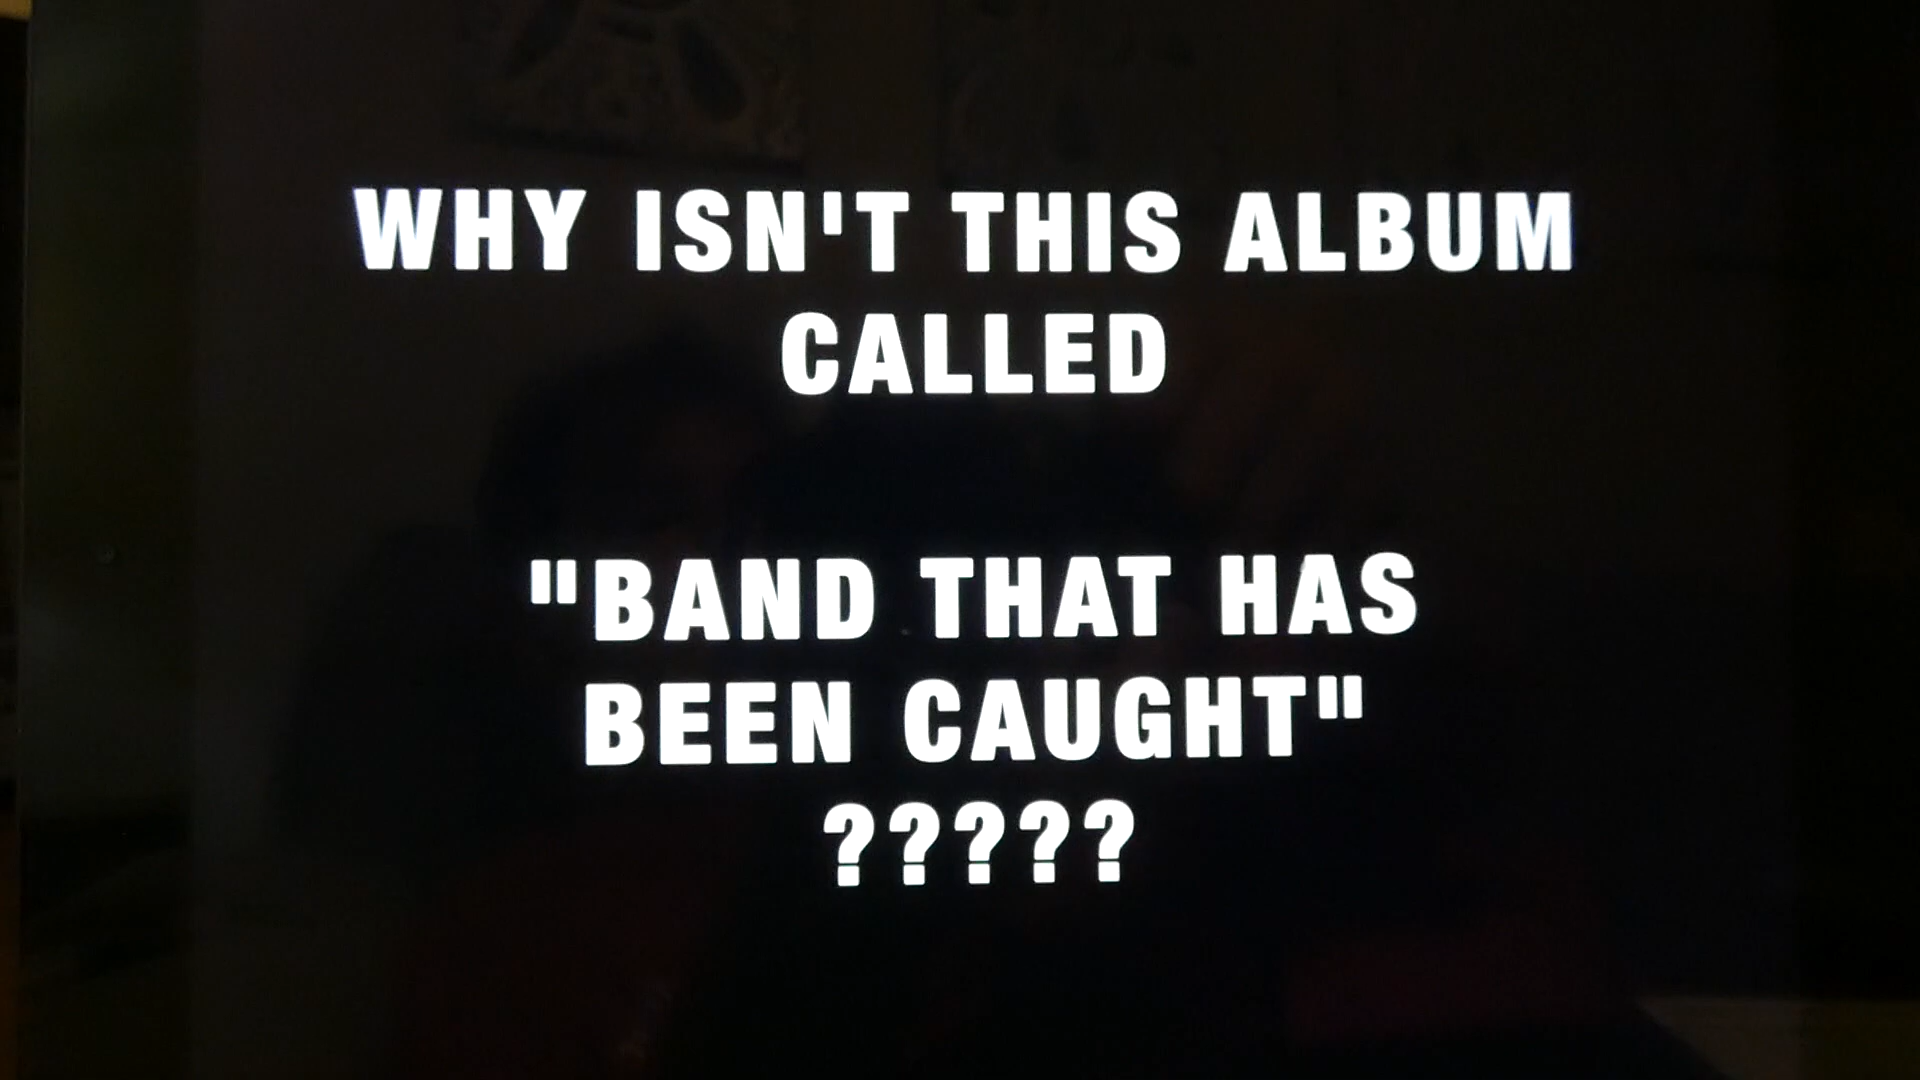 WHY ISN'T THIS ALBUM
CALLED
"BAND THAT HAS
BEEN CAUGHT"
?????